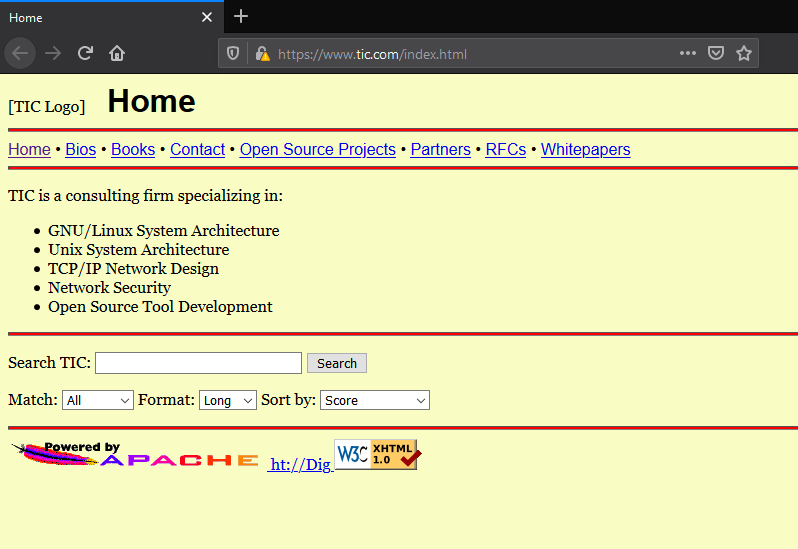 Home
https://www.tic.com/index.html
[TIC Logo] Home
Home • Bios • Books • Contact • Open Source Projects • Partners • RFCs • Whitepapers
TIC is a consulting firm specializing in:
• GNU/Linux System Architecture
• Unix System Architecture
• TCP/IP Network Design
• Network Security
• Open Source Tool Development
Search TIC: Search
Match: All Format: Long Sort by: Score
Powered by
APACHE ht://Dig W3C XHTML 1.0